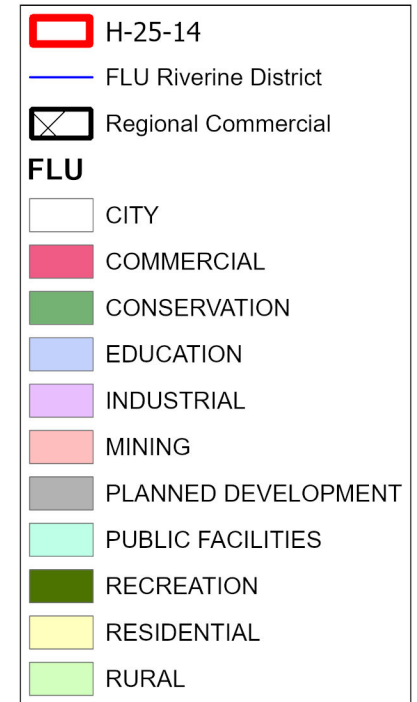 H-25-14
FLU Riverine District
Regional Commercial
FLU
CITY
COMMERCIAL
CONSERVATION
EDUCATION
INDUSTRIAL
MINING
PLANNED DEVELOPMENT
PUBLIC FACILITIES
RECREATION
RESIDENTIAL
RURAL